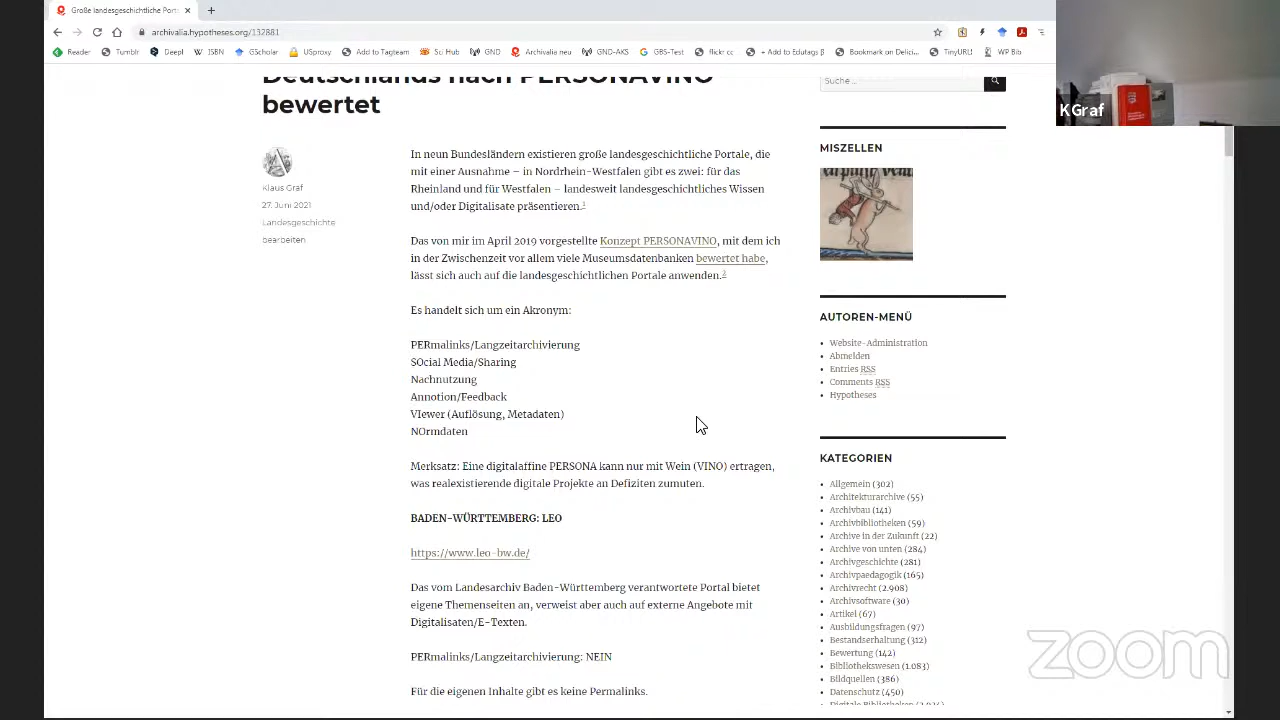 Große landesgeschichtliche Port
archivalia.hypotheses.org/132881
Reader
Tumblr
Deepl
ISBN
GScholar
USproxy
Add to Tagteam
Sci Hub
GND
Archivalia neu
GND-AKS
GBS-Test
Flickr cc
+ Add to Edutags β
Bookmark on Delici...
TinyURL!
WP Bib
KGraf
Deutschlands nach PERSONAVINO
bewertet
Klaus Graf
27. Juni 2021
Landesgeschichte
bearbeiten
In neun Bundesländern existieren große landesgeschichtliche Portale, die
mit einer Ausnahme – in Nordrhein-Westfalen gibt es zwei: für das
Rheinland und für Westfalen – landesweit landesgeschichtliches Wissen
und/oder Digitalisate präsentieren.1
Das von mir im April 2019 vorgestellte Konzept PERSONAVINO, mit dem ich
in der Zwischenzeit vor allem viele Museumsdatenbanken bewertet habe,
lässt sich auch auf die landesgeschichtlichen Portale anwenden.2
Es handelt sich um ein Akronym:
PERmalinks/Langzeitarchivierung
SOcial Media/Sharing
Nachnutzung
Annotion/Feedback
VIewer (Auflösung, Metadaten)
NOrmdaten
Merksatz: Eine digitalaffine PERSONA kann nur mit Wein (VINO) ertragen,
was realexistierende digitale Projekte an Defiziten zumuten.
BADEN-WÜRTTEMBERG: LEO
https://www.leo-bw.de/
Das vom Landesarchiv Baden-Württemberg verantwortete Portal bietet
eigene Themenseiten an, verweist aber auch auf externe Angebote mit
Digitalisaten/E-Texten.
PERmalinks/Langzeitarchivierung: NEIN
Für die eigenen Inhalte gibt es keine Permalinks.
Suche …
MISZELLEN
AUTOREN-MENÜ
Website-Administration
Abmelden
Entries RSS
Comments RSS
Hypotheses
KATEGORIEN
Allgemein (302)
Architekturarchive (55)
Archivbau (141)
Archivbibliotheken (59)
Archive in der Zukunft (22)
Archive von unten (284)
Archivgeschichte (281)
Archivpaedagogik (165)
Archivrecht (2.908)
Archivsoftware (30)
Artikel (67)
Ausbildungsfragen (97)
Bestandserhaltung (312)
Bewertung (142)
Bibliothekswesen (1.083)
Bildquellen (386)
Datenschutz (450)
Digitale Bibliotheken
zoom